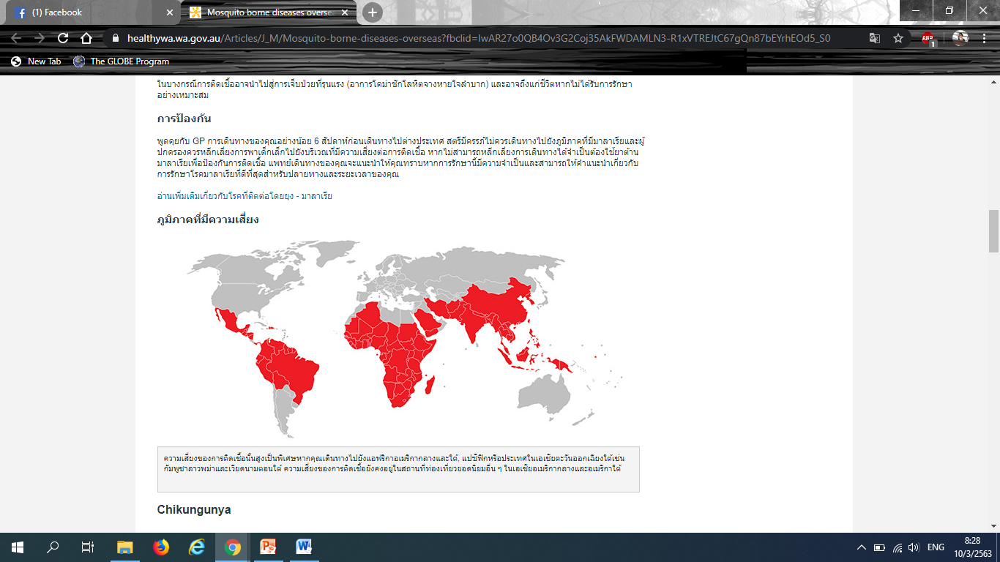 (1) Facebook
Mosquito borne diseases overse
healthywa.wa.gov.au/Articles/J_M/Mosquito-borne-diseases-overseas?fbclid=IwAR27o0QB4Ov3G2Coj35AkFWDAMLN3-R1xVTREJtC67gQn87bEYrhEOd5_S0
ABP
1
New Tab
The GLOBE Program
ในบางกรณีการติดเชื้ออาจนำไปสู่การเจ็บป่วยที่รุนแรง (อาการโคม่าชักโลหิตจางหายใจลำบาก) และอาจถึงแก่ชีวิตหากไม่ได้รับการรักษา
อย่างเหมาะสม
การป้องกัน
พูดคุยกับ GP การเดินทางของคุณอย่างน้อย 6 สัปดาห์ก่อนเดินทางไปต่างประเทศ สตรีมีครรภ์ไม่ควรเดินทางไปยังภูมิภาคที่มีมาลาเรียและผู้
ปกครองควรหลีกเลี่ยงการพาเด็กเล็กไปยังบริเวณที่มีความเสี่ยงต่อการติดเชื้อ หากไม่สามารถหลีกเลี่ยงการเดินทางได้จำเป็นต้องใช้ยาต้าน
มาลาเรียเพื่อป้องกันการติดเชื้อ แพทย์เดินทางของคุณจะแนะนำให้คุณทราบหากการรักษานี้มีความจำเป็นและสามารถให้คำแนะนำเกี่ยวกับ
การรักษาโรคมาลาเรียที่ดีที่สุดสำหรับปลายทางและระยะเวลาของคุณ
อ่านเพิ่มเติมเกี่ยวกับโรคที่ติดต่อโดยยุง - มาลาเรีย
ภูมิภาคที่มีความเสี่ยง
ความเสี่ยงของการติดเชื้อนั้นสูงเป็นพิเศษหากคุณเดินทางไปยังแอฟริกาอเมริกากลางและใต้, แปซิฟิกหรือประเทศในเอเชียตะวันออกเฉียงใต้เช่น
กัมพูชาลาวพม่าและเวียดนามตอนใต้ ความเสี่ยงของการติดเชื้อยังคงอยู่ในสถานที่ท่องเที่ยวยอดนิยมอื่น ๆ ในเอเชียอเมริกากลางและอเมริกาใต้
Chikungunya
ENG
8:28
10/3/2563